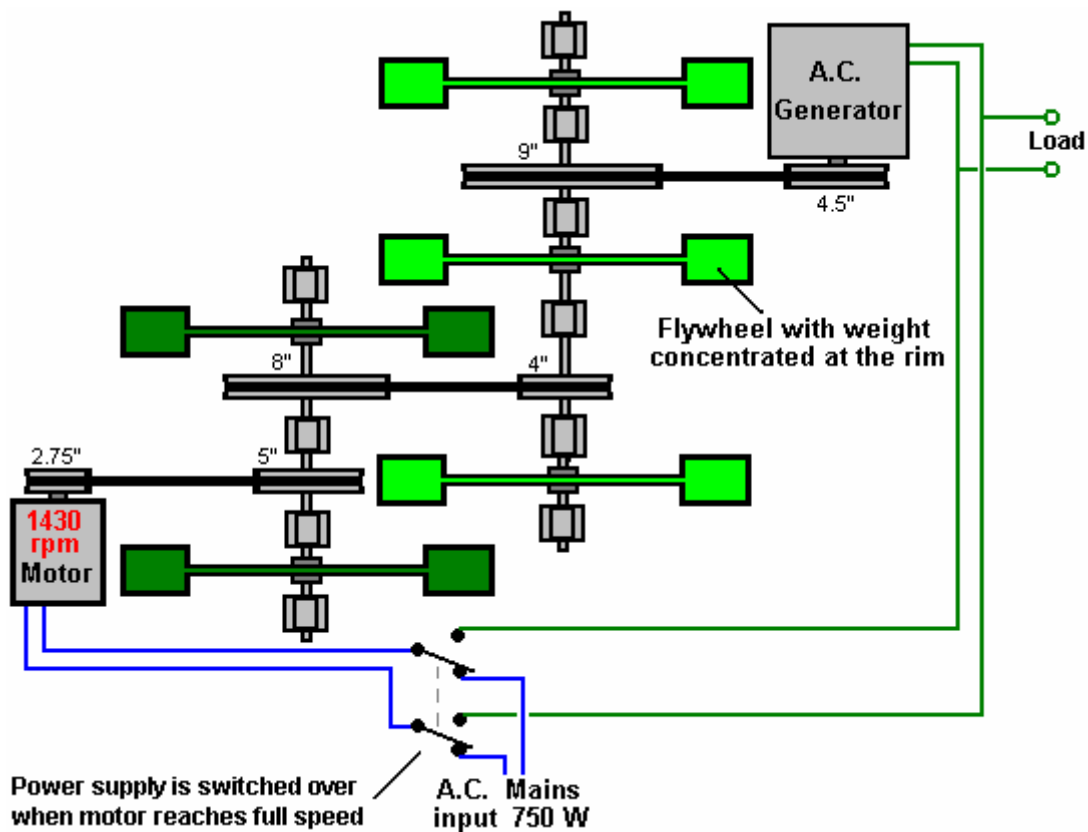 A.C.
Generator
9"
Load
4.5"
Flywheel with weight
concentrated at the rim
8"
4"
2.75"
5"
1430
rpm
Motor
Power supply is switched over
when motor reaches full speed
A.C. Mains
input 750 W